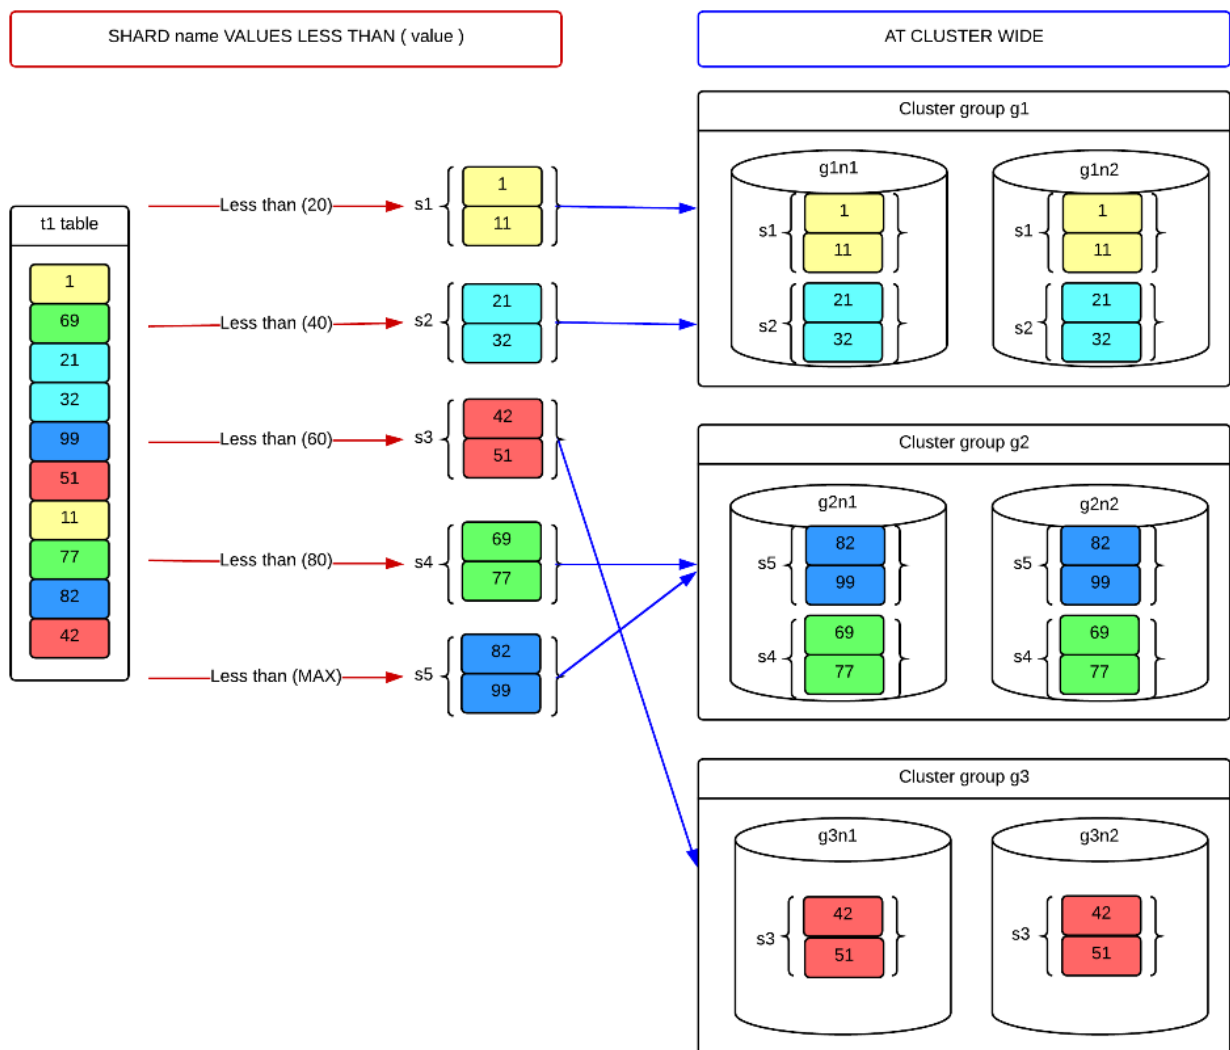 SHARD name VALUES LESS THAN ( value )
AT CLUSTER WIDE
t1 table
1
69
21
32
99
51
11
77
82
42
Less than (20)
s1
1
11
Less than (40)
s2
21
32
Less than (60)
s3
42
51
Less than (80)
s4
69
77
Less than (MAX)
s5
82
99
Cluster group g1
g1n1
s1
1
11
s2
21
32
g1n2
s1
1
11
s2
21
32
Cluster group g2
g2n1
s5
82
99
s4
69
77
g2n2
s5
82
99
s4
69
77
Cluster group g3
g3n1
s3
42
51
g3n2
s3
42
51